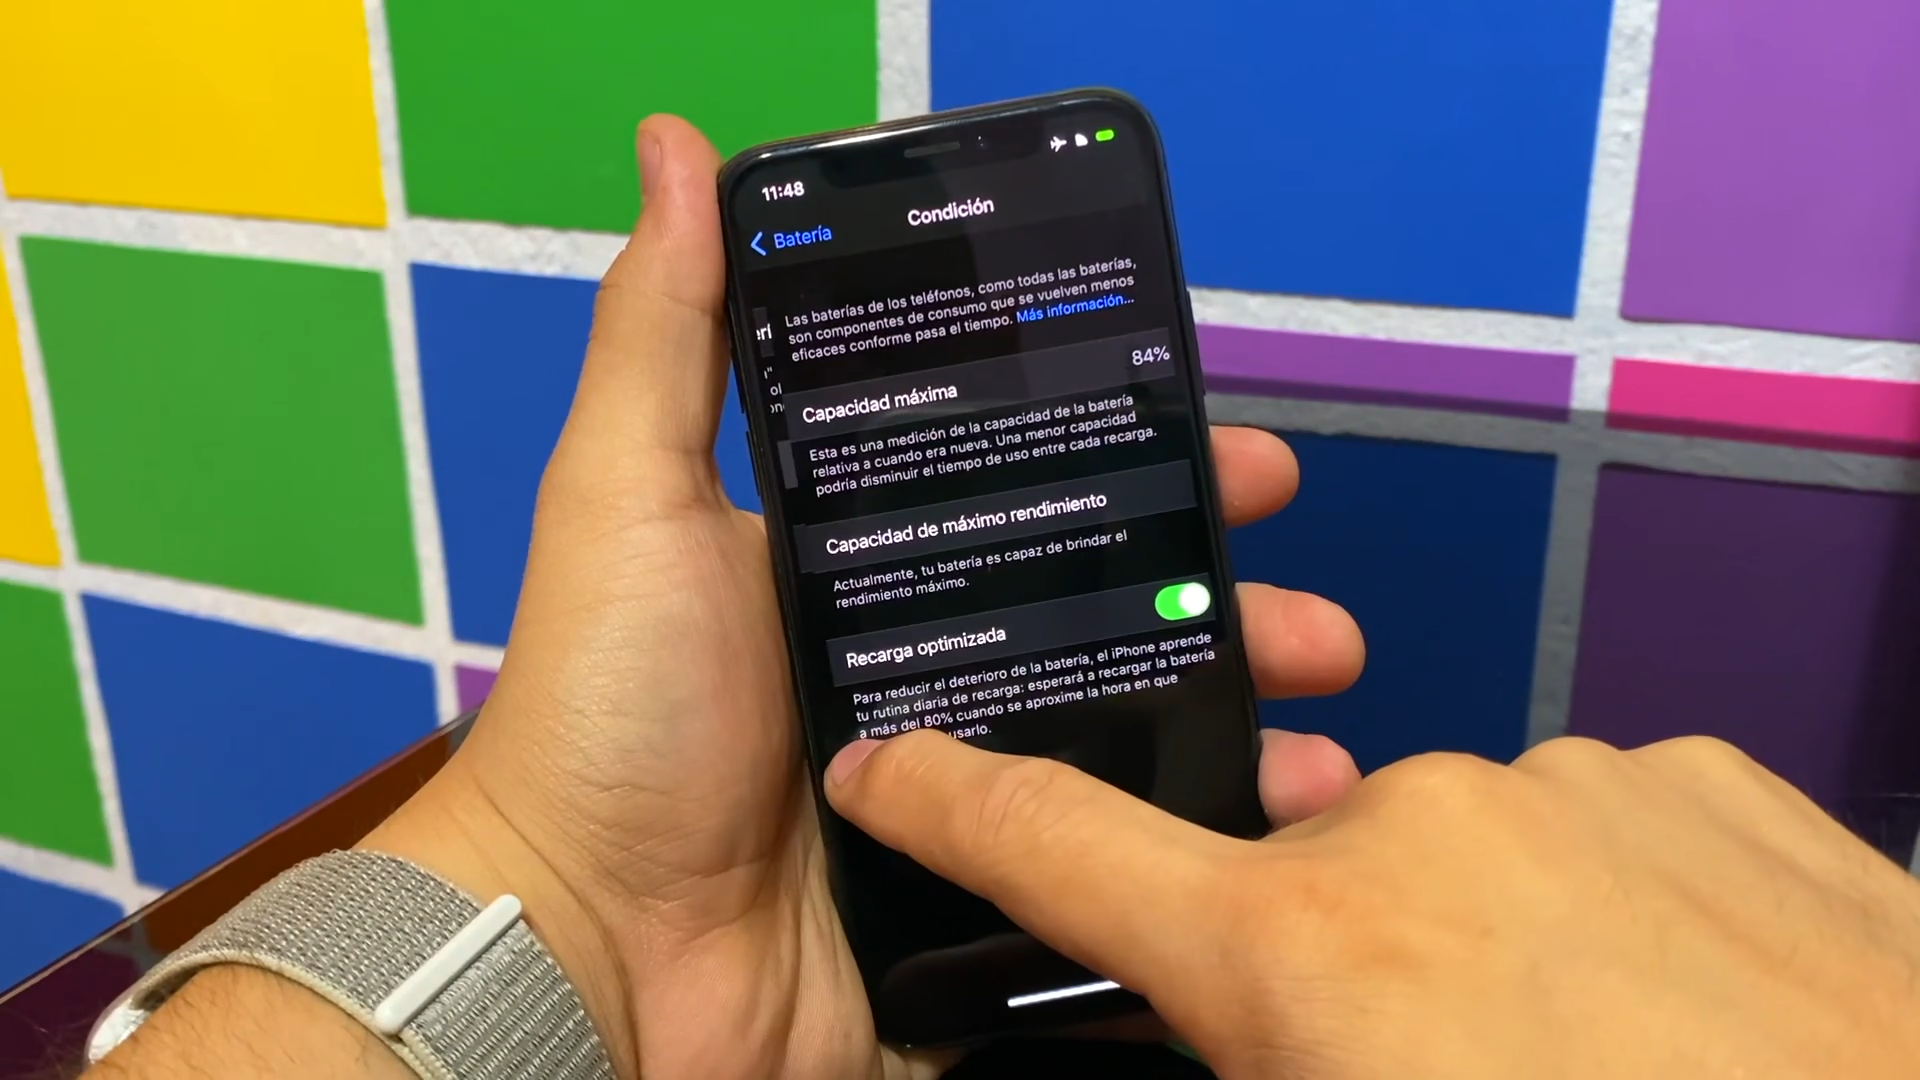 11:48
Batería
Condición
Las baterías de los teléfonos, como todas las baterías,
son componentes de consumo que se vuelven menos
eficaces conforme pasa el tiempo. Más información...
Capacidad máxima 84%
Esta es una medición de la capacidad de la batería
relativa a cuando era nueva. Una menor capacidad
podría disminuir el tiempo de uso entre cada recarga.
Capacidad de máximo rendimiento
Actualmente, tu batería es capaz de brindar el
rendimiento máximo.
Recarga optimizada
Para reducir el deterioro de la batería, el iPhone aprende
tu rutina diaria de recarga: esperará a recargar la batería
a más del 80% cuando se aproxime la hora en que
usarlo.